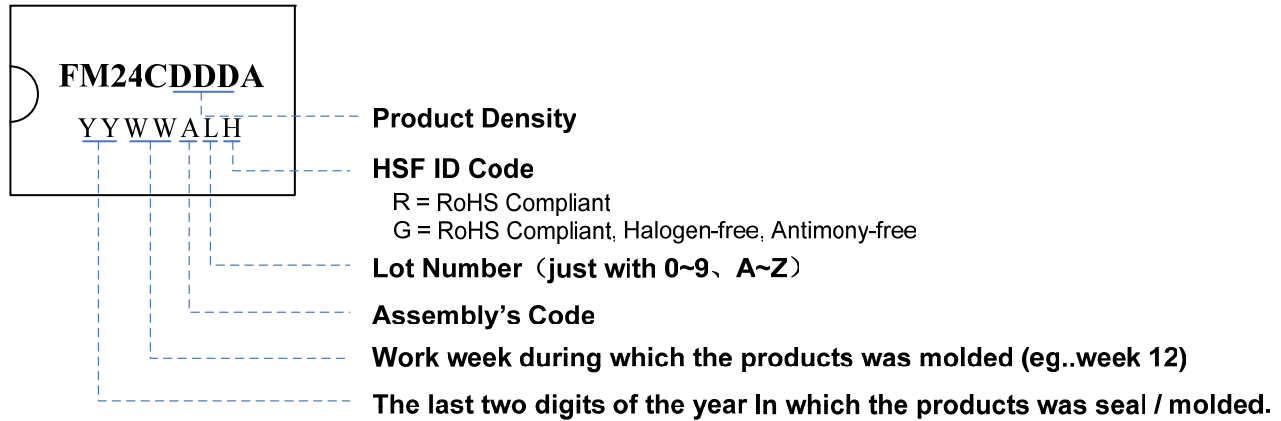 FM24CDDDA
YYWWALH
Product Density
HSF ID Code
R = RoHS Compliant
G = RoHS Compliant, Halogen-free, Antimony-free
Lot Number（just with 0~9、A~Z）
Assembly’s Code
Work week during which the products was molded (eg..week 12)
The last two digits of the year In which the products was seal / molded.